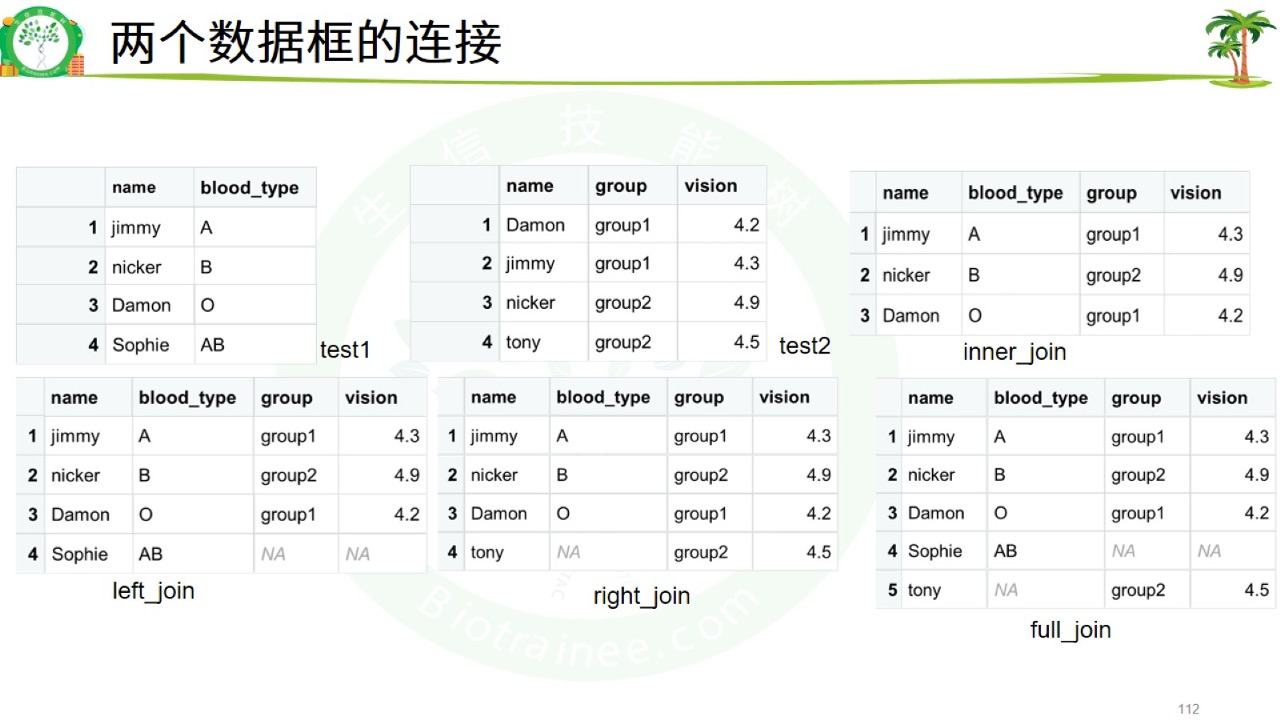 两个数据框的连接
name blood_type
1 jimmy A
2 nicker B
3 Damon O
4 Sophie AB
test1
name group vision
1 Damon group1 4.2
2 jimmy group1 4.3
3 nicker group2 4.9
4 tony group2 4.5
test2
name blood_type group vision
1 jimmy A group1 4.3
2 nicker B group2 4.9
3 Damon O group1 4.2
inner_join
name blood_type group vision
1 jimmy A group1 4.3
2 nicker B group2 4.9
3 Damon O group1 4.2
4 Sophie AB NA NA
left_join
name blood_type group vision
1 jimmy A group1 4.3
2 nicker B group2 4.9
3 Damon O group1 4.2
4 tony NA group2 4.5
right_join
name blood_type group vision
1 jimmy A group1 4.3
2 nicker B group2 4.9
3 Damon O group1 4.2
4 Sophie AB NA NA
5 tony NA group2 4.5
full_join
生信技能树
Biotrainee.com
112